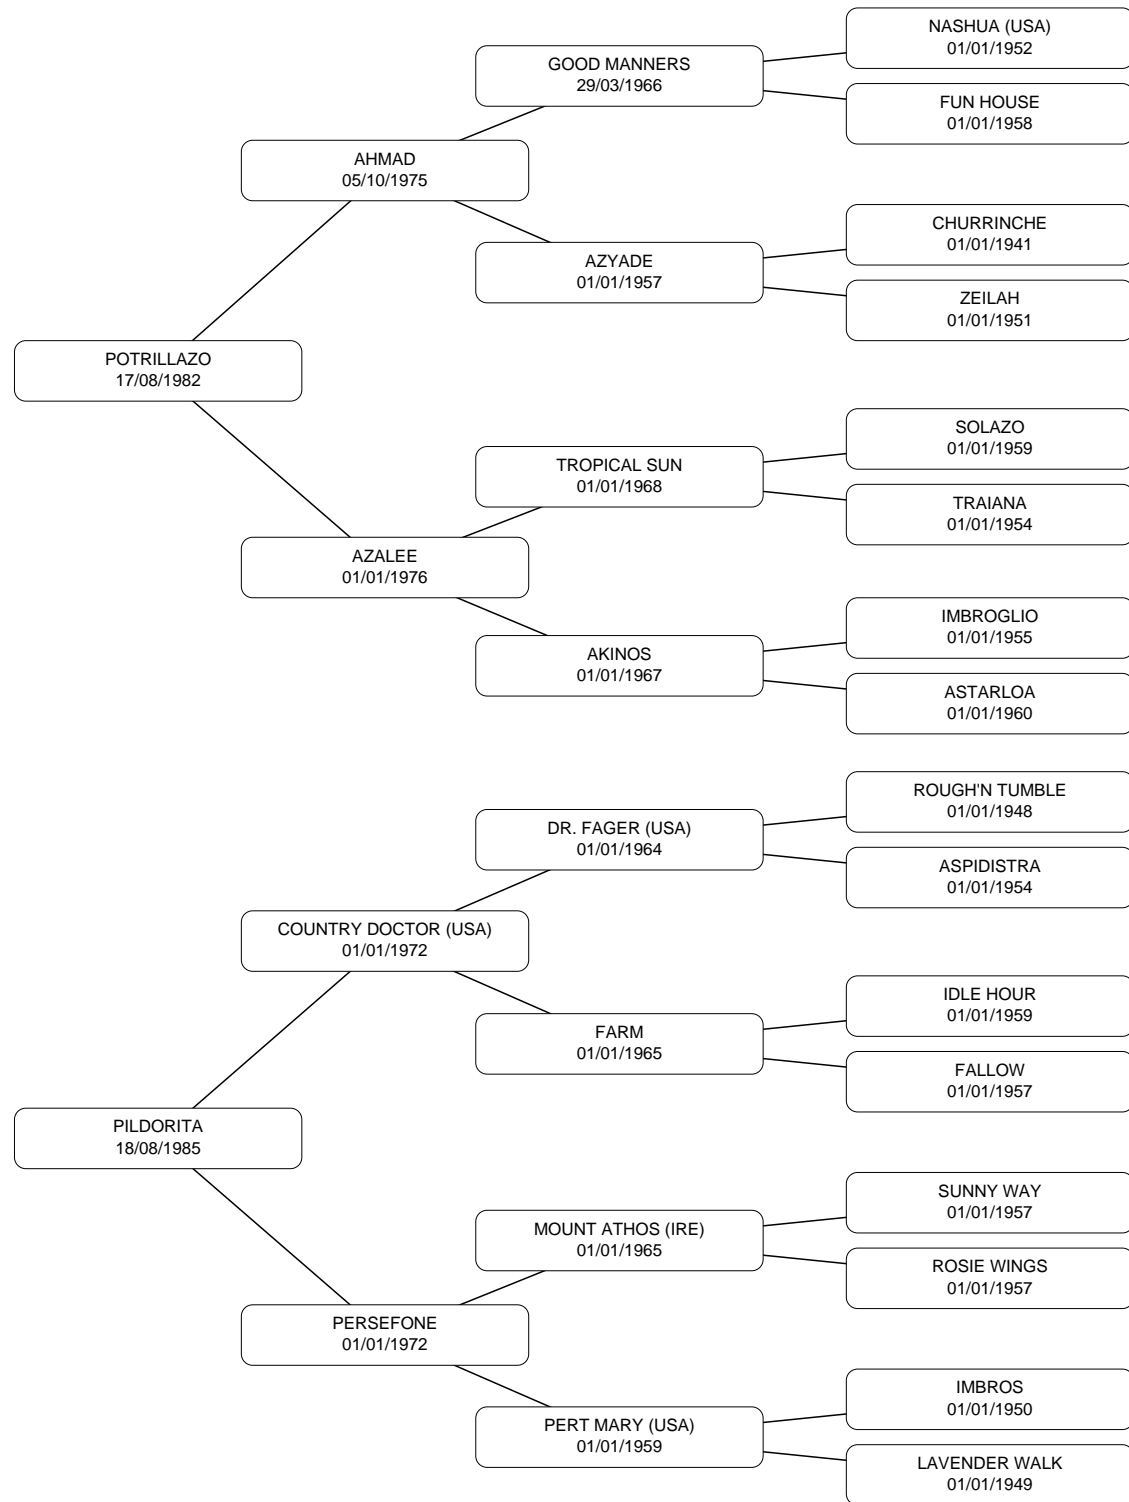 NASHUA (USA)
01/01/1952
GOOD MANNERS
29/03/1966
FUN HOUSE
01/01/1958
AHMAD
05/10/1975
CHURRINCHE
01/01/1941
AZYADE
01/01/1957
ZEILAH
01/01/1951
POTRILLAZO
17/08/1982
SOLAZO
01/01/1959
TROPICAL SUN
01/01/1968
TRAIANA
01/01/1954
AZALEE
01/01/1976
IMBROGLIO
01/01/1955
AKINOS
01/01/1967
ASTARLOA
01/01/1960
ROUGH'N TUMBLE
01/01/1948
DR. FAGER (USA)
01/01/1964
ASPIDISTRA
01/01/1954
COUNTRY DOCTOR (USA)
01/01/1972
IDLE HOUR
01/01/1959
FARM
01/01/1965
FALLOW
01/01/1957
PILDORITA
18/08/1985
SUNNY WAY
01/01/1957
MOUNT ATHOS (IRE)
01/01/1965
ROSIE WINGS
01/01/1957
PERSEFONE
01/01/1972
IMBROS
01/01/1950
PERT MARY (USA)
01/01/1959
LAVENDER WALK
01/01/1949